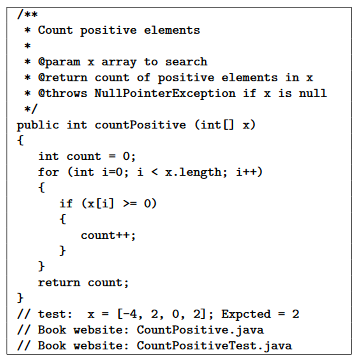 /**
 * Count positive elements
 *
 * @param x array to search
 * @return count of positive elements in x
 * @throws NullPointerException if x is null
 */
public int countPositive (int[] x)
{
   int count = 0;
   for (int i=0; i < x.length; i++)
   {
      if (x[i] >= 0)
      {
         count++;
      }
   }
   return count;
}
// test:  x = [-4, 2, 0, 2]; Expcted = 2
// Book website: CountPositive.java
// Book website: CountPositiveTest.java